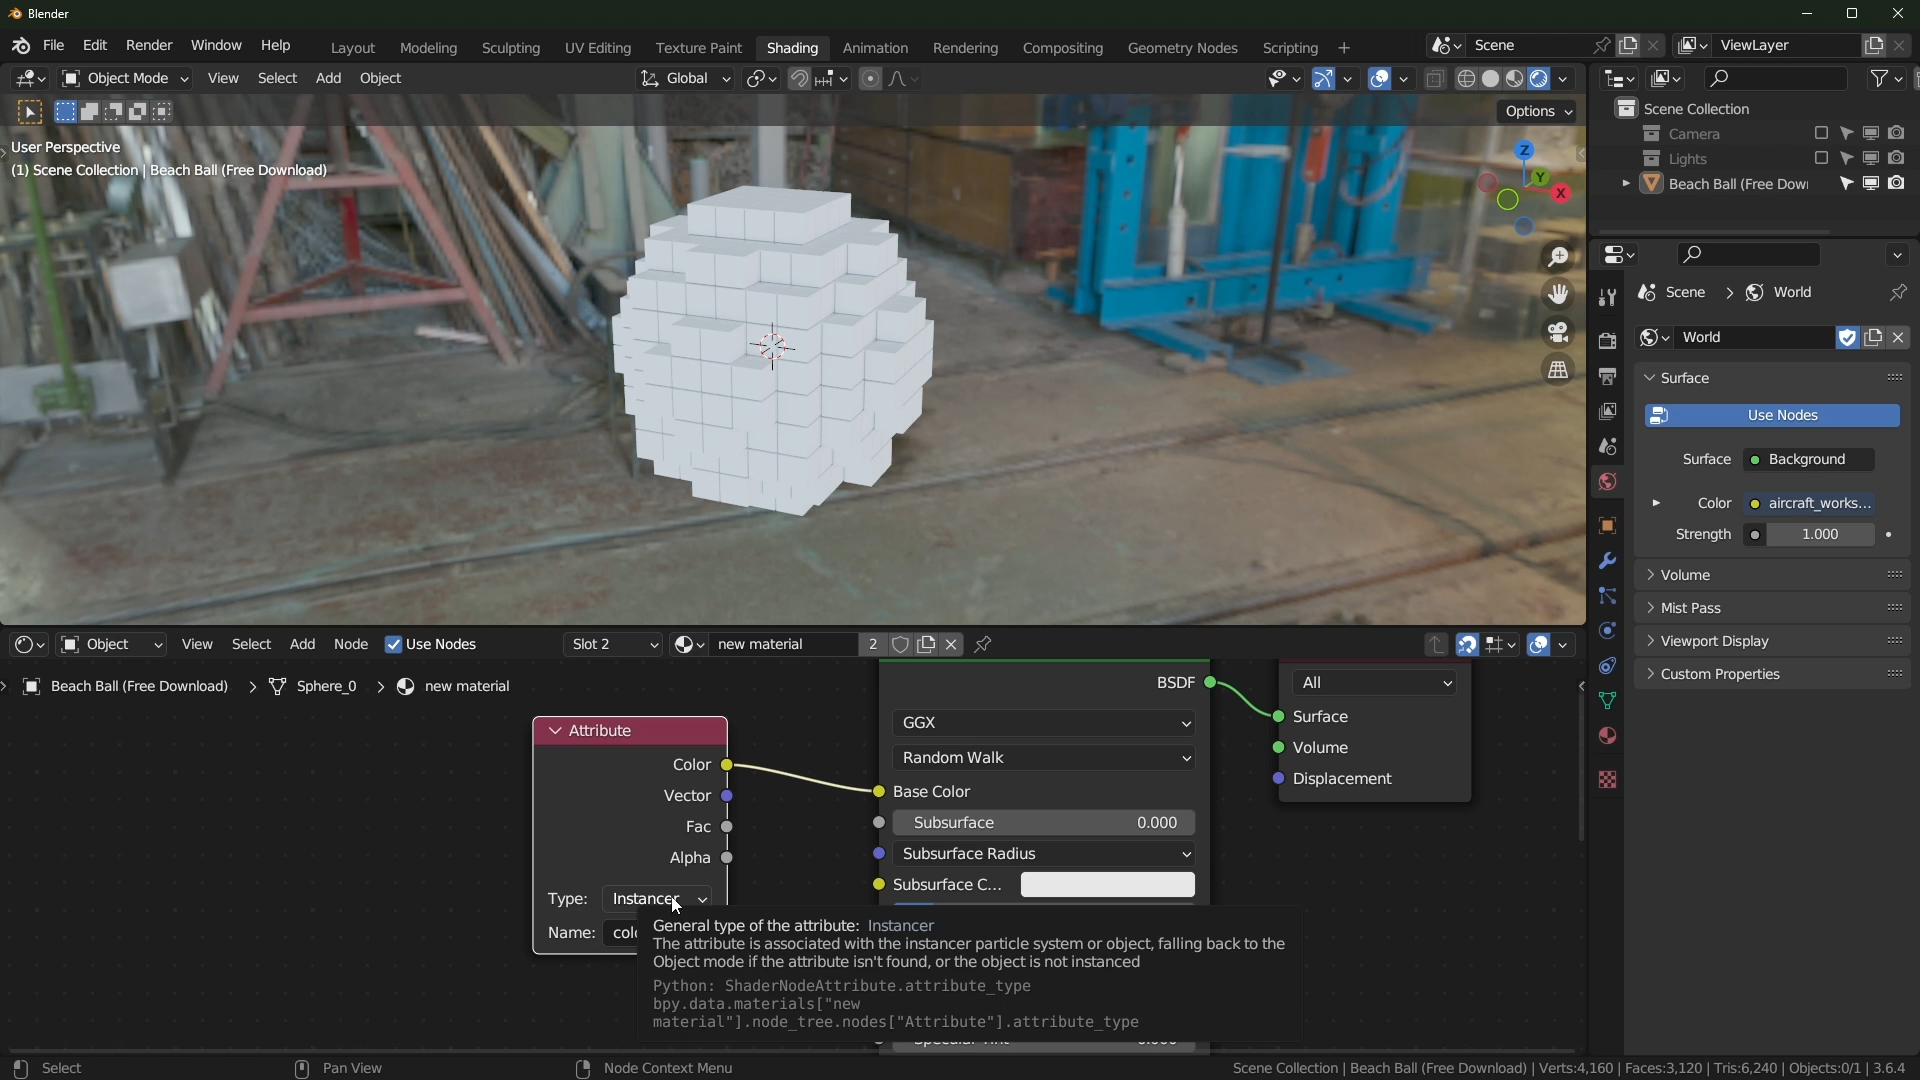 Blender
File Edit Render Window Help
Layout Modeling Sculpting UV Editing Texture Paint Shading Animation Rendering Compositing Geometry Nodes Scripting +
Scene
ViewLayer
Object Mode View Select Add Object
Global
Options
User Perspective
(1) Scene Collection | Beach Ball (Free Download)
Z
Y
X
Scene Collection
Camera
Lights
Beach Ball (Free Dow
Scene > World
World
Surface
Use Nodes
Surface Background
Color aircraft_works...
Strength 1.000
Volume
Mist Pass
Viewport Display
Custom Properties
Object View Select Add Node Use Nodes Slot 2 new material 2
Beach Ball (Free Download) > Sphere_0 > new material
Attribute
Color
Vector
Fac
Alpha
Type: Instancer
Name: colo
BSDF
GGX
Random Walk
Base Color
Subsurface 0.000
Subsurface Radius
Subsurface C...
All
Surface
Volume
Displacement
General type of the attribute: Instancer
The attribute is associated with the instancer particle system or object, falling back to the
Object mode if the attribute isn't found, or the object is not instanced
Python: ShaderNodeAttribute.attribute_type
bpy.data.materials["new
material"].node_tree.nodes["Attribute"].attribute_type
Select
Pan View
Node Context Menu
Scene Collection | Beach Ball (Free Download) | Verts:4,160 | Faces:3,120 | Tris:6,240 | Objects:0/1 | 3.6.4